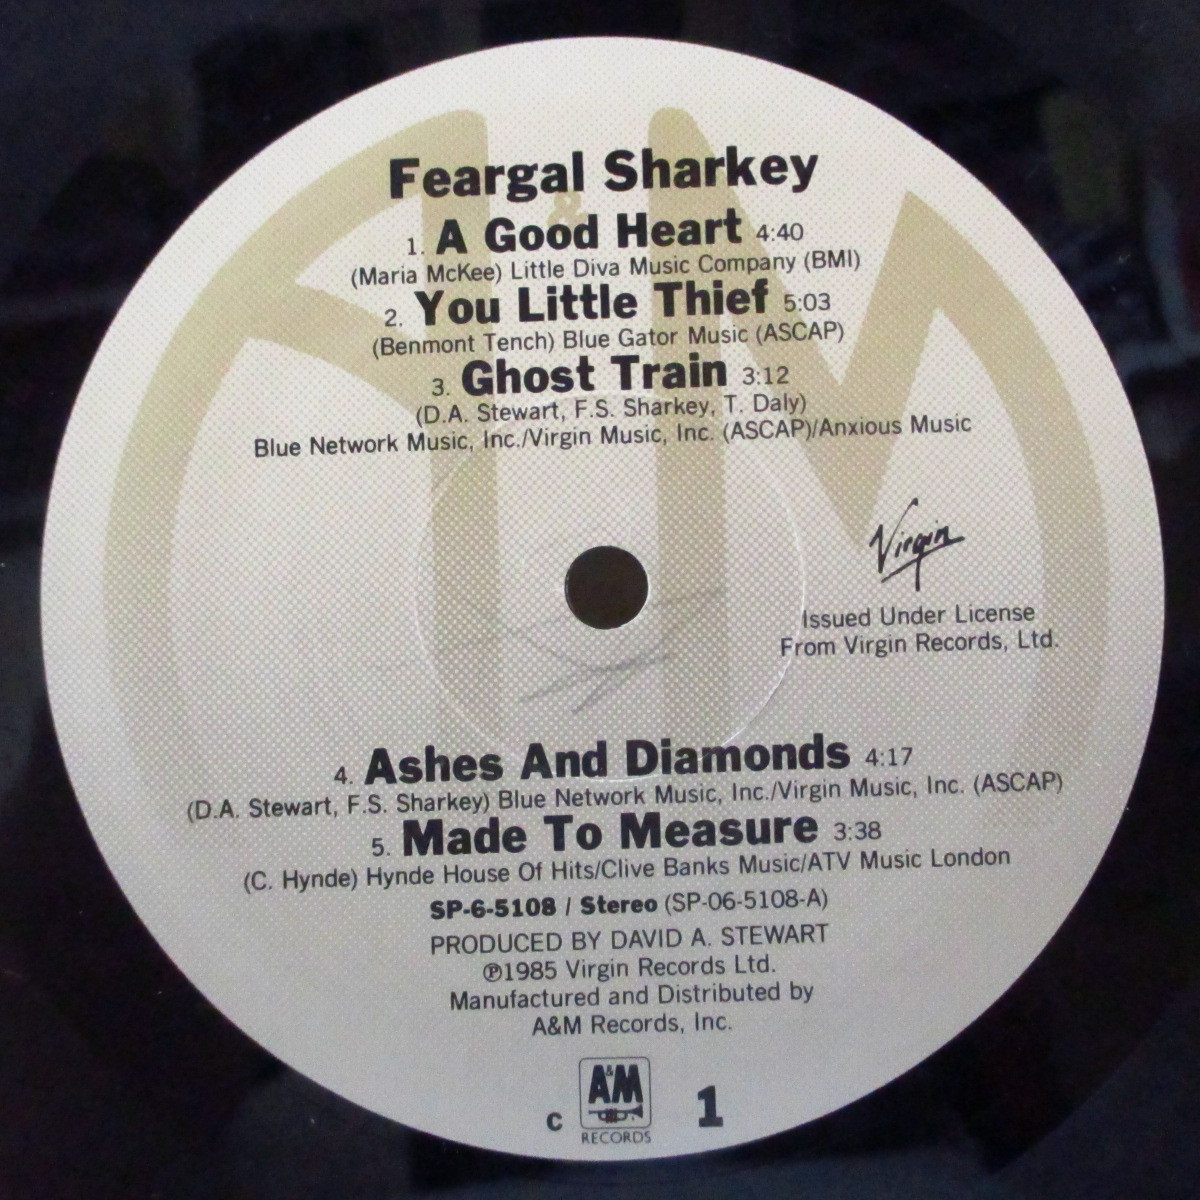 Feargal Sharkey
1. A Good Heart 4:40
(Maria McKee) Little Diva Music Company (BMI)
2. You Little Thief 5:03
(Benmont Tench) Blue Gator Music (ASCAP)
3. Ghost Train 3:12
(D.A. Stewart, F.S. Sharkey, T. Daly)
Blue Network Music, Inc./Virgin Music, Inc. (ASCAP)/Anxious Music
Virgin
Issued Under License
From Virgin Records, Ltd.
4. Ashes And Diamonds 4:17
(D.A. Stewart, F.S. Sharkey) Blue Network Music, Inc./Virgin Music, Inc. (ASCAP)
5. Made To Measure 3:38
(C. Hynde) Hynde House Of Hits/Clive Banks Music/ATV Music London
SP-6-5108 / Stereo (SP-06-5108-A)
PRODUCED BY DAVID A. STEWART
℗1985 Virgin Records Ltd.
Manufactured and Distributed by
A&M Records, Inc.
C A&M 1
RECORDS